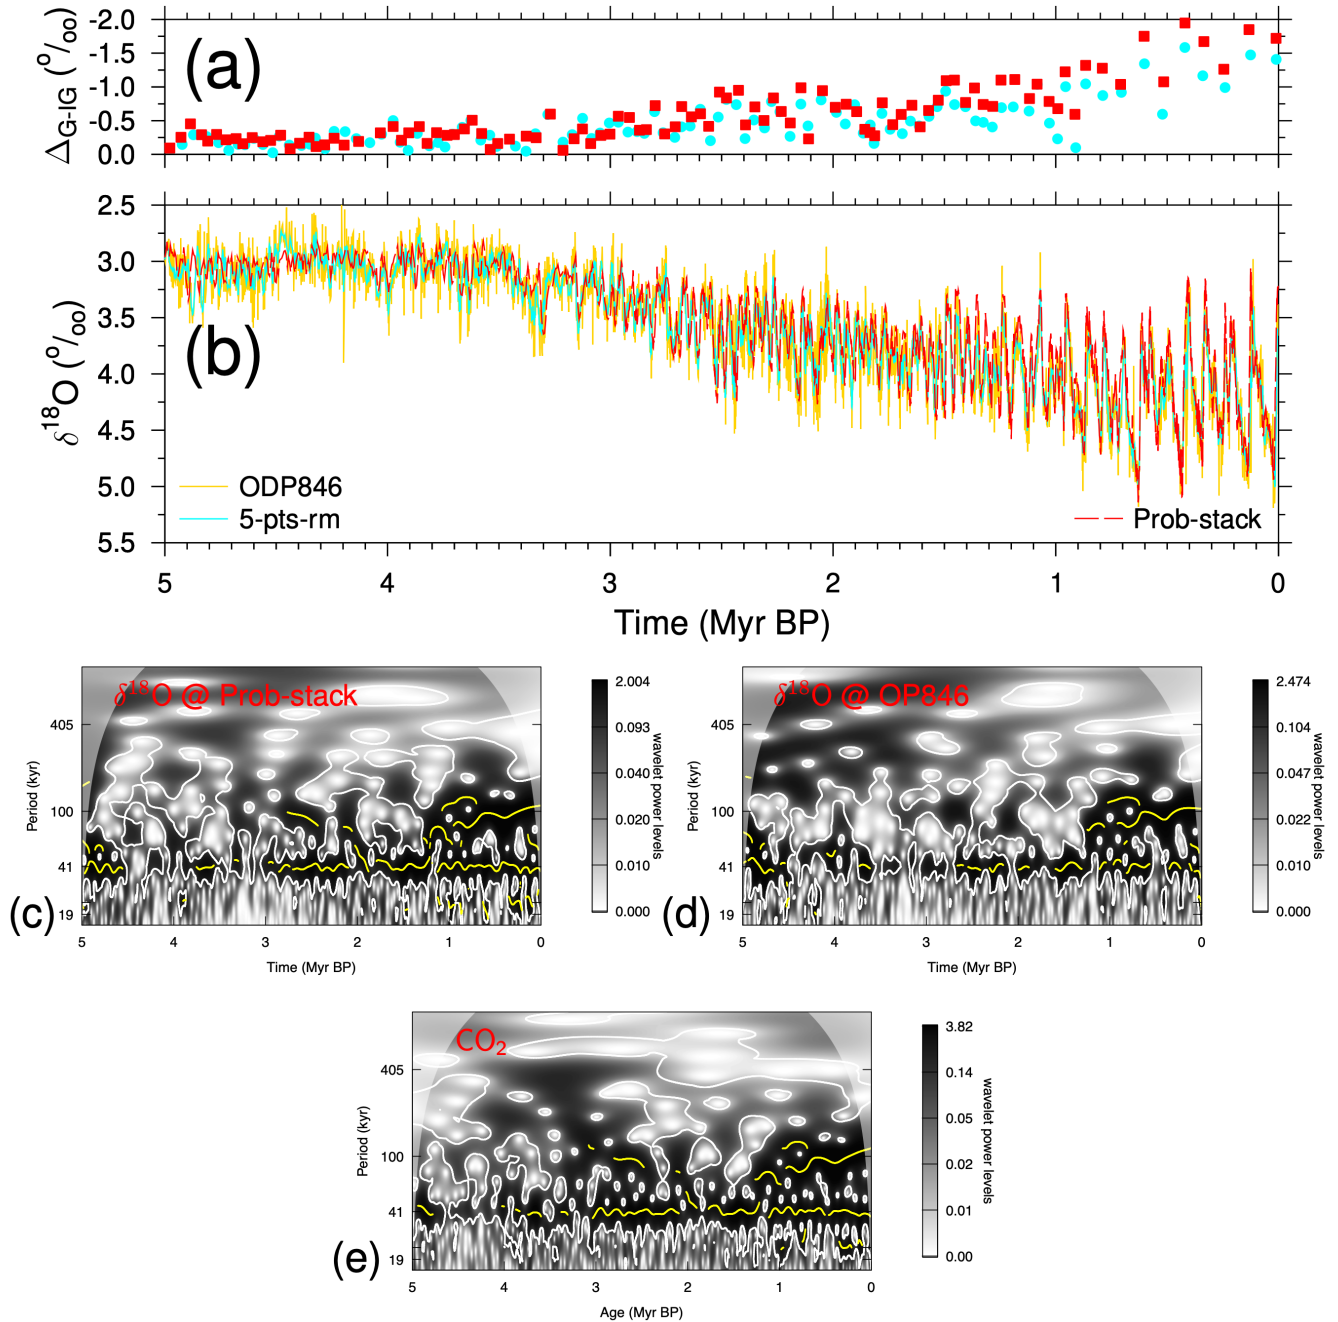 (a)
ΔG-IG (o/oo)
-2.0
-1.5
-1.0
-0.5
0.0
(b)
δ18O (o/oo)
2.5
3.0
3.5
4.0
4.5
5.0
5.5
ODP846
5-pts-rm
Prob-stack
5 4 3 2 1 0
Time (Myr BP)
(c)
δ18O @ Prob-stack
Period (kyr)
405
100
41
19
5 4 3 2 1 0
Time (Myr BP)
2.004
0.093
0.040
0.020
0.010
0.000
wavelet power levels
(d)
δ18O @ OP846
Period (kyr)
405
100
41
19
5 4 3 2 1 0
Time (Myr BP)
2.474
0.104
0.047
0.022
0.010
0.000
wavelet power levels
(e)
CO2
Period (kyr)
405
100
41
19
5 4 3 2 1 0
Age (Myr BP)
3.82
0.14
0.05
0.02
0.01
0.00
wavelet power levels